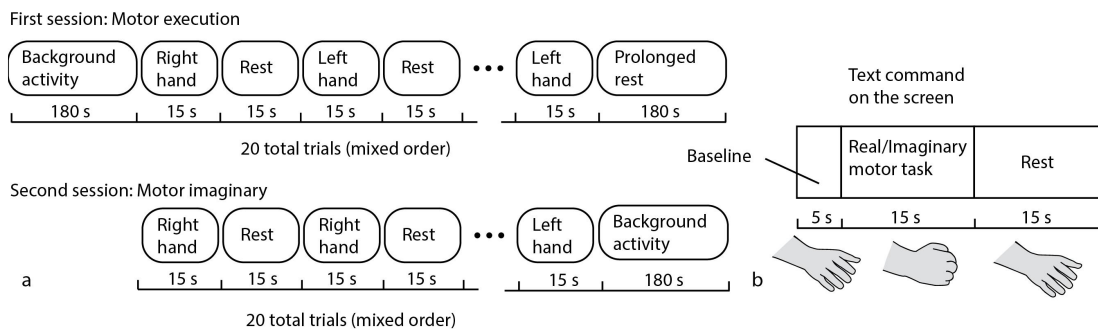 First session: Motor execution
Background
activity
Right
hand
Rest
Left
hand
Rest
•••
Left
hand
Prolonged
rest
180 s
15 s
15 s
15 s
15 s
15 s
180 s
20 total trials (mixed order)
Second session: Motor imaginary
Right
hand
Rest
Right
hand
Rest
•••
Left
hand
Background
activity
15 s
15 s
15 s
15 s
15 s
180 s
20 total trials (mixed order)
a
Text command
on the screen
Baseline
Real/Imaginary
motor task
Rest
5 s
15 s
15 s
b